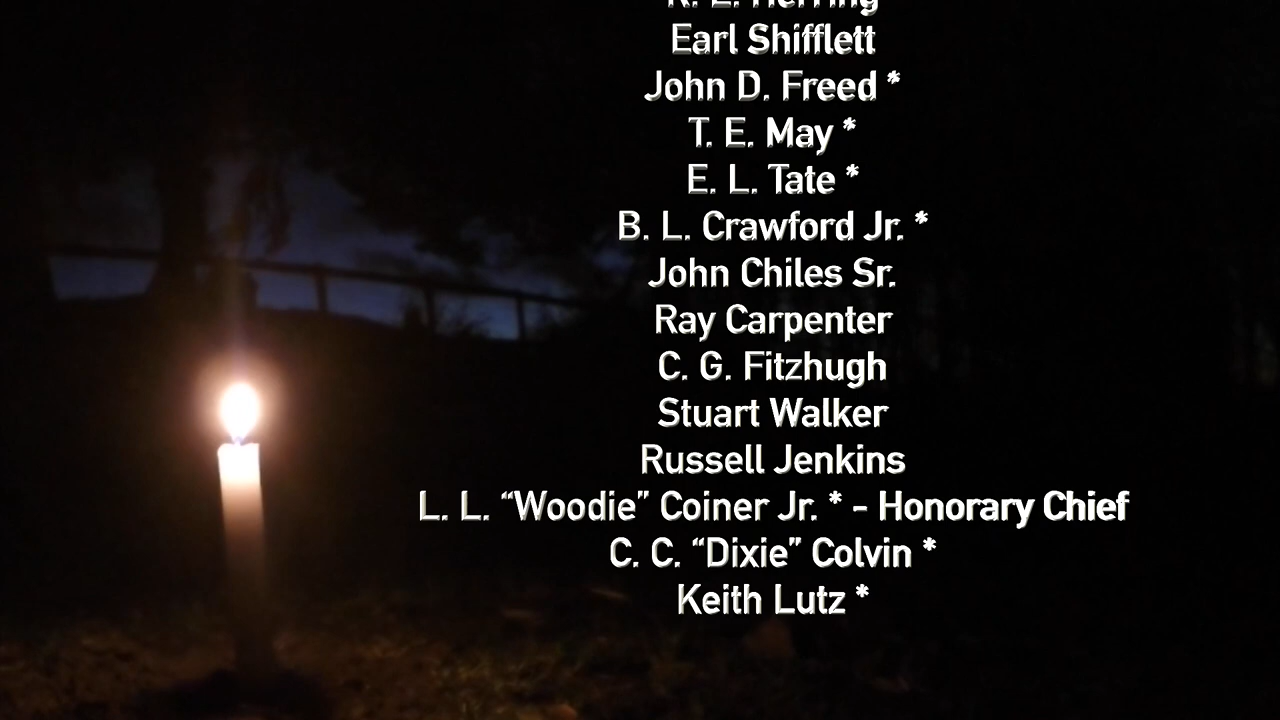 R. E. Herring
Earl Shifflett
John D. Freed *
T. E. May *
E. L. Tate *
B. L. Crawford Jr. *
John Chiles Sr.
Ray Carpenter
C. G. Fitzhugh
Stuart Walker
Russell Jenkins
L. L. “Woodie” Coiner Jr. * - Honorary Chief
C. C. “Dixie” Colvin *
Keith Lutz *